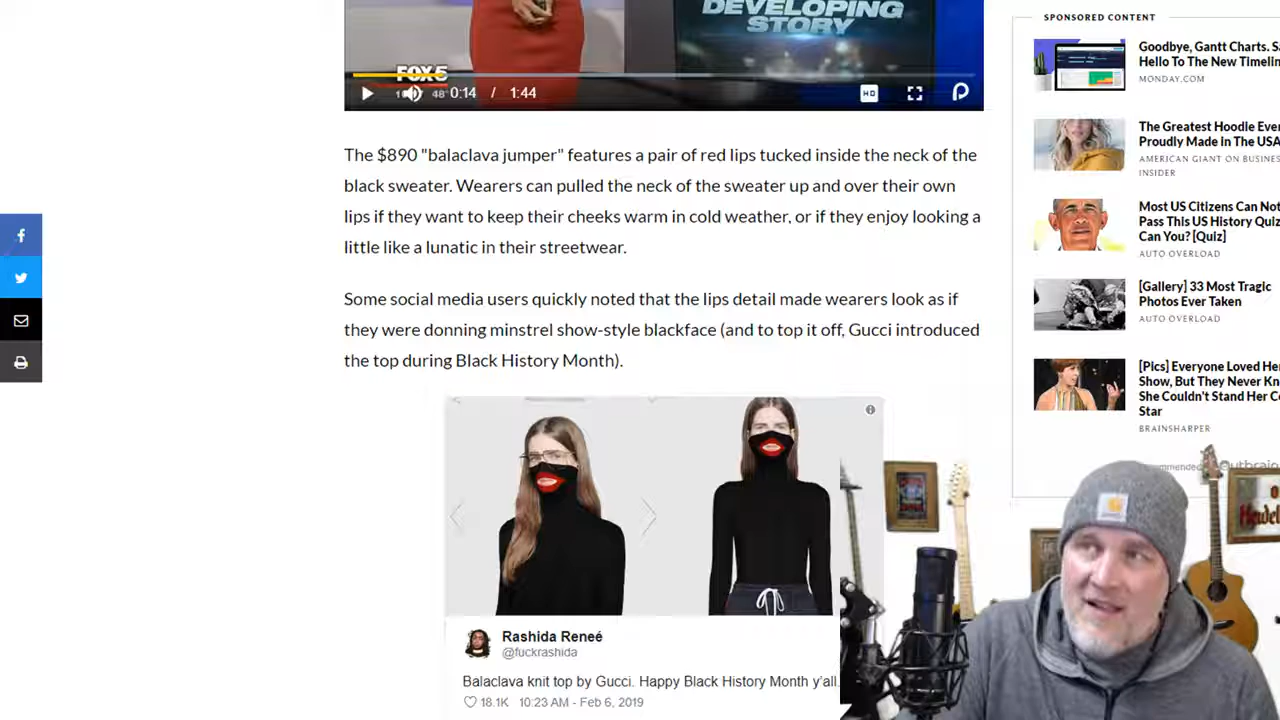 DEVELOPING
STORY
FOX 5
48°
0:14 / 1:44
HD
The $890 "balaclava jumper" features a pair of red lips tucked inside the neck of the
black sweater. Wearers can pulled the neck of the sweater up and over their own
lips if they want to keep their cheeks warm in cold weather, or if they enjoy looking a
little like a lunatic in their streetwear.
Some social media users quickly noted that the lips detail made wearers look as if
they were donning minstrel show-style blackface (and to top it off, Gucci introduced
the top during Black History Month).
Rashida Reneé
@fuckrashida
Balaclava knit top by Gucci. Happy Black History Month y'all.
18.1K 10:23 AM - Feb 6, 2019
SPONSORED CONTENT
Goodbye, Gantt Charts. S
Hello To The New Timelin
MONDAY.COM
The Greatest Hoodie Eve
Proudly Made in The USA
AMERICAN GIANT ON BUSINES
INSIDER
Most US Citizens Can Not
Pass This US History Quiz
Can You? [Quiz]
AUTO OVERLOAD
[Gallery] 33 Most Tragic
Photos Ever Taken
AUTO OVERLOAD
[Pics] Everyone Loved He
Show, But They Never Kn
She Couldn't Stand Her C
Star
BRAINSHARPER
carhartt